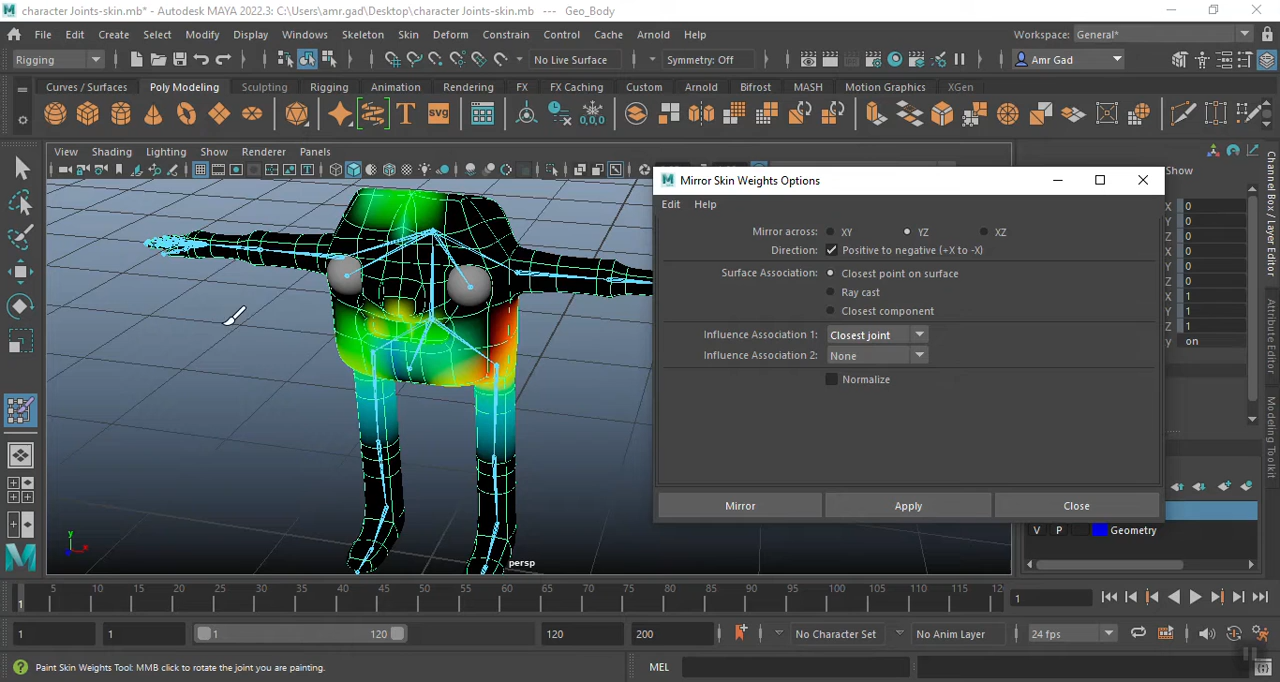 character Joints-skin.mb* - Autodesk MAYA 2022.3: C:\Users\amr.gad\Desktop\character Joints-skin.mb --- Geo_Body
File Edit Create Select Modify Display Windows Skeleton Skin Deform Constrain Control Cache Arnold Help Workspace: General*
Rigging No Live Surface Symmetry: Off Amr Gad
Curves / Surfaces Poly Modeling Sculpting Rigging Animation Rendering FX FX Caching Custom Arnold Bifrost MASH Motion Graphics XGen
T SVG 0,0,0
View Shading Lighting Show Renderer Panels
Show
Mirror Skin Weights Options
Edit Help
Mirror across: XY YZ XZ
Direction: Positive to negative (+X to -X)
Surface Association: Closest point on surface
Ray cast
Closest component
Influence Association 1: Closest joint
Influence Association 2: None
Normalize
Mirror Apply Close
X 0
Y 0
Z 0
X 0
Y 0
Z 0
X 1
Y 1
Z 1
y on
Channel Box / Layer Editor
Attribute Editor
Modeling Toolkit
V P Geometry
y
z x
persp
5 10 15 20 25 30 35 40 45 50 55 60 65 70 75 80 85 90 95 100 105 110 115 12
1 1
1 1 1 120 120 200 No Character Set No Anim Layer 24 fps
Paint Skin Weights Tool: MMB click to rotate the joint you are painting. MEL